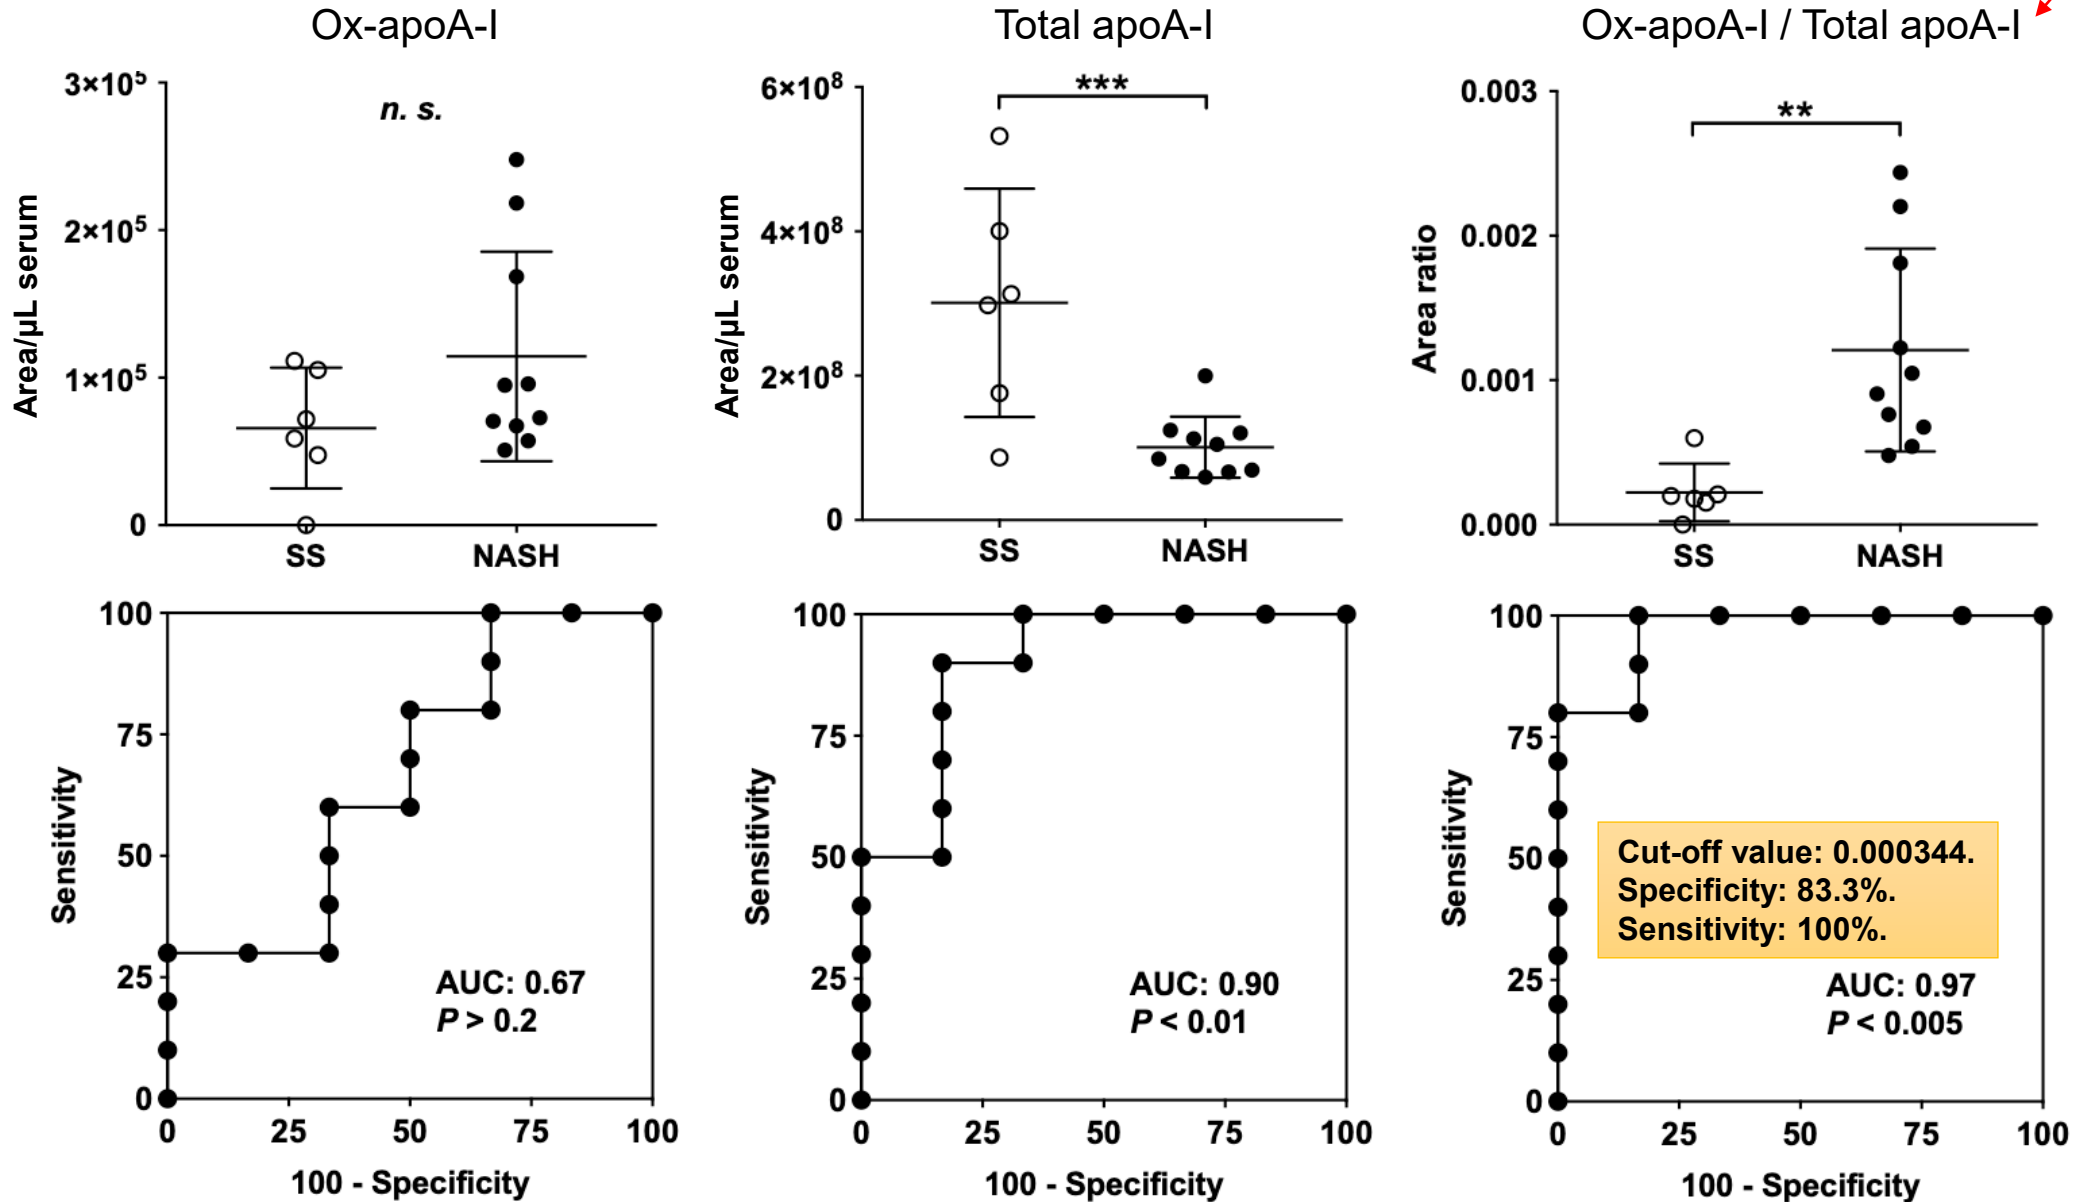 Ox-apoA-I
Total apoA-I
Ox-apoA-I / Total apoA-I
Area/µL serum
3×10⁵
2×10⁵
1×10⁵
0
n. s.
SS
NASH
Area/µL serum
6×10⁸
4×10⁸
2×10⁸
0
***
SS
NASH
Area ratio
0.003
0.002
0.001
0.000
**
SS
NASH
Sensitivity
100
75
50
25
0
AUC: 0.67
P > 0.2
0 25 50 75 100
100 - Specificity
Sensitivity
100
75
50
25
0
AUC: 0.90
P < 0.01
0 25 50 75 100
100 - Specificity
Sensitivity
100
75
50
25
0
Cut-off value: 0.000344.
Specificity: 83.3%.
Sensitivity: 100%.
AUC: 0.97
P < 0.005
0 25 50 75 100
100 - Specificity